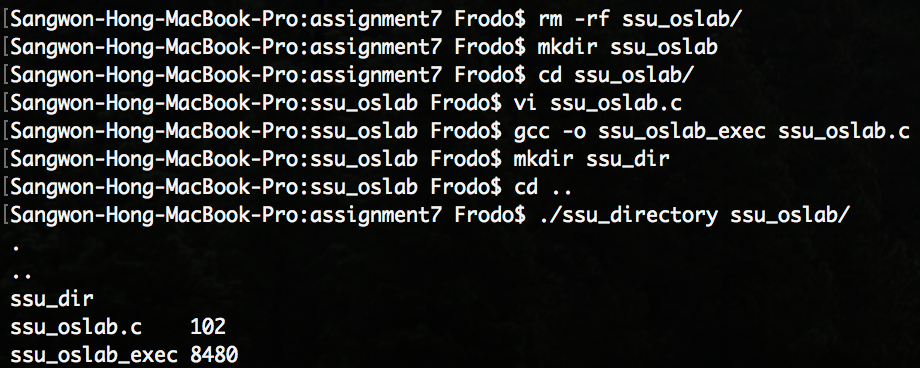 [Sangwon-Hong-MacBook-Pro:assignment7 Frodo$ rm -rf ssu_oslab/
[Sangwon-Hong-MacBook-Pro:assignment7 Frodo$ mkdir ssu_oslab
[Sangwon-Hong-MacBook-Pro:assignment7 Frodo$ cd ssu_oslab/
[Sangwon-Hong-MacBook-Pro:ssu_oslab Frodo$ vi ssu_oslab.c
[Sangwon-Hong-MacBook-Pro:ssu_oslab Frodo$ gcc -o ssu_oslab_exec ssu_oslab.c
[Sangwon-Hong-MacBook-Pro:ssu_oslab Frodo$ mkdir ssu_dir
[Sangwon-Hong-MacBook-Pro:ssu_oslab Frodo$ cd ..
[Sangwon-Hong-MacBook-Pro:assignment7 Frodo$ ./ssu_directory ssu_oslab/
.
..
ssu_dir
ssu_oslab.c    102
ssu_oslab_exec 8480